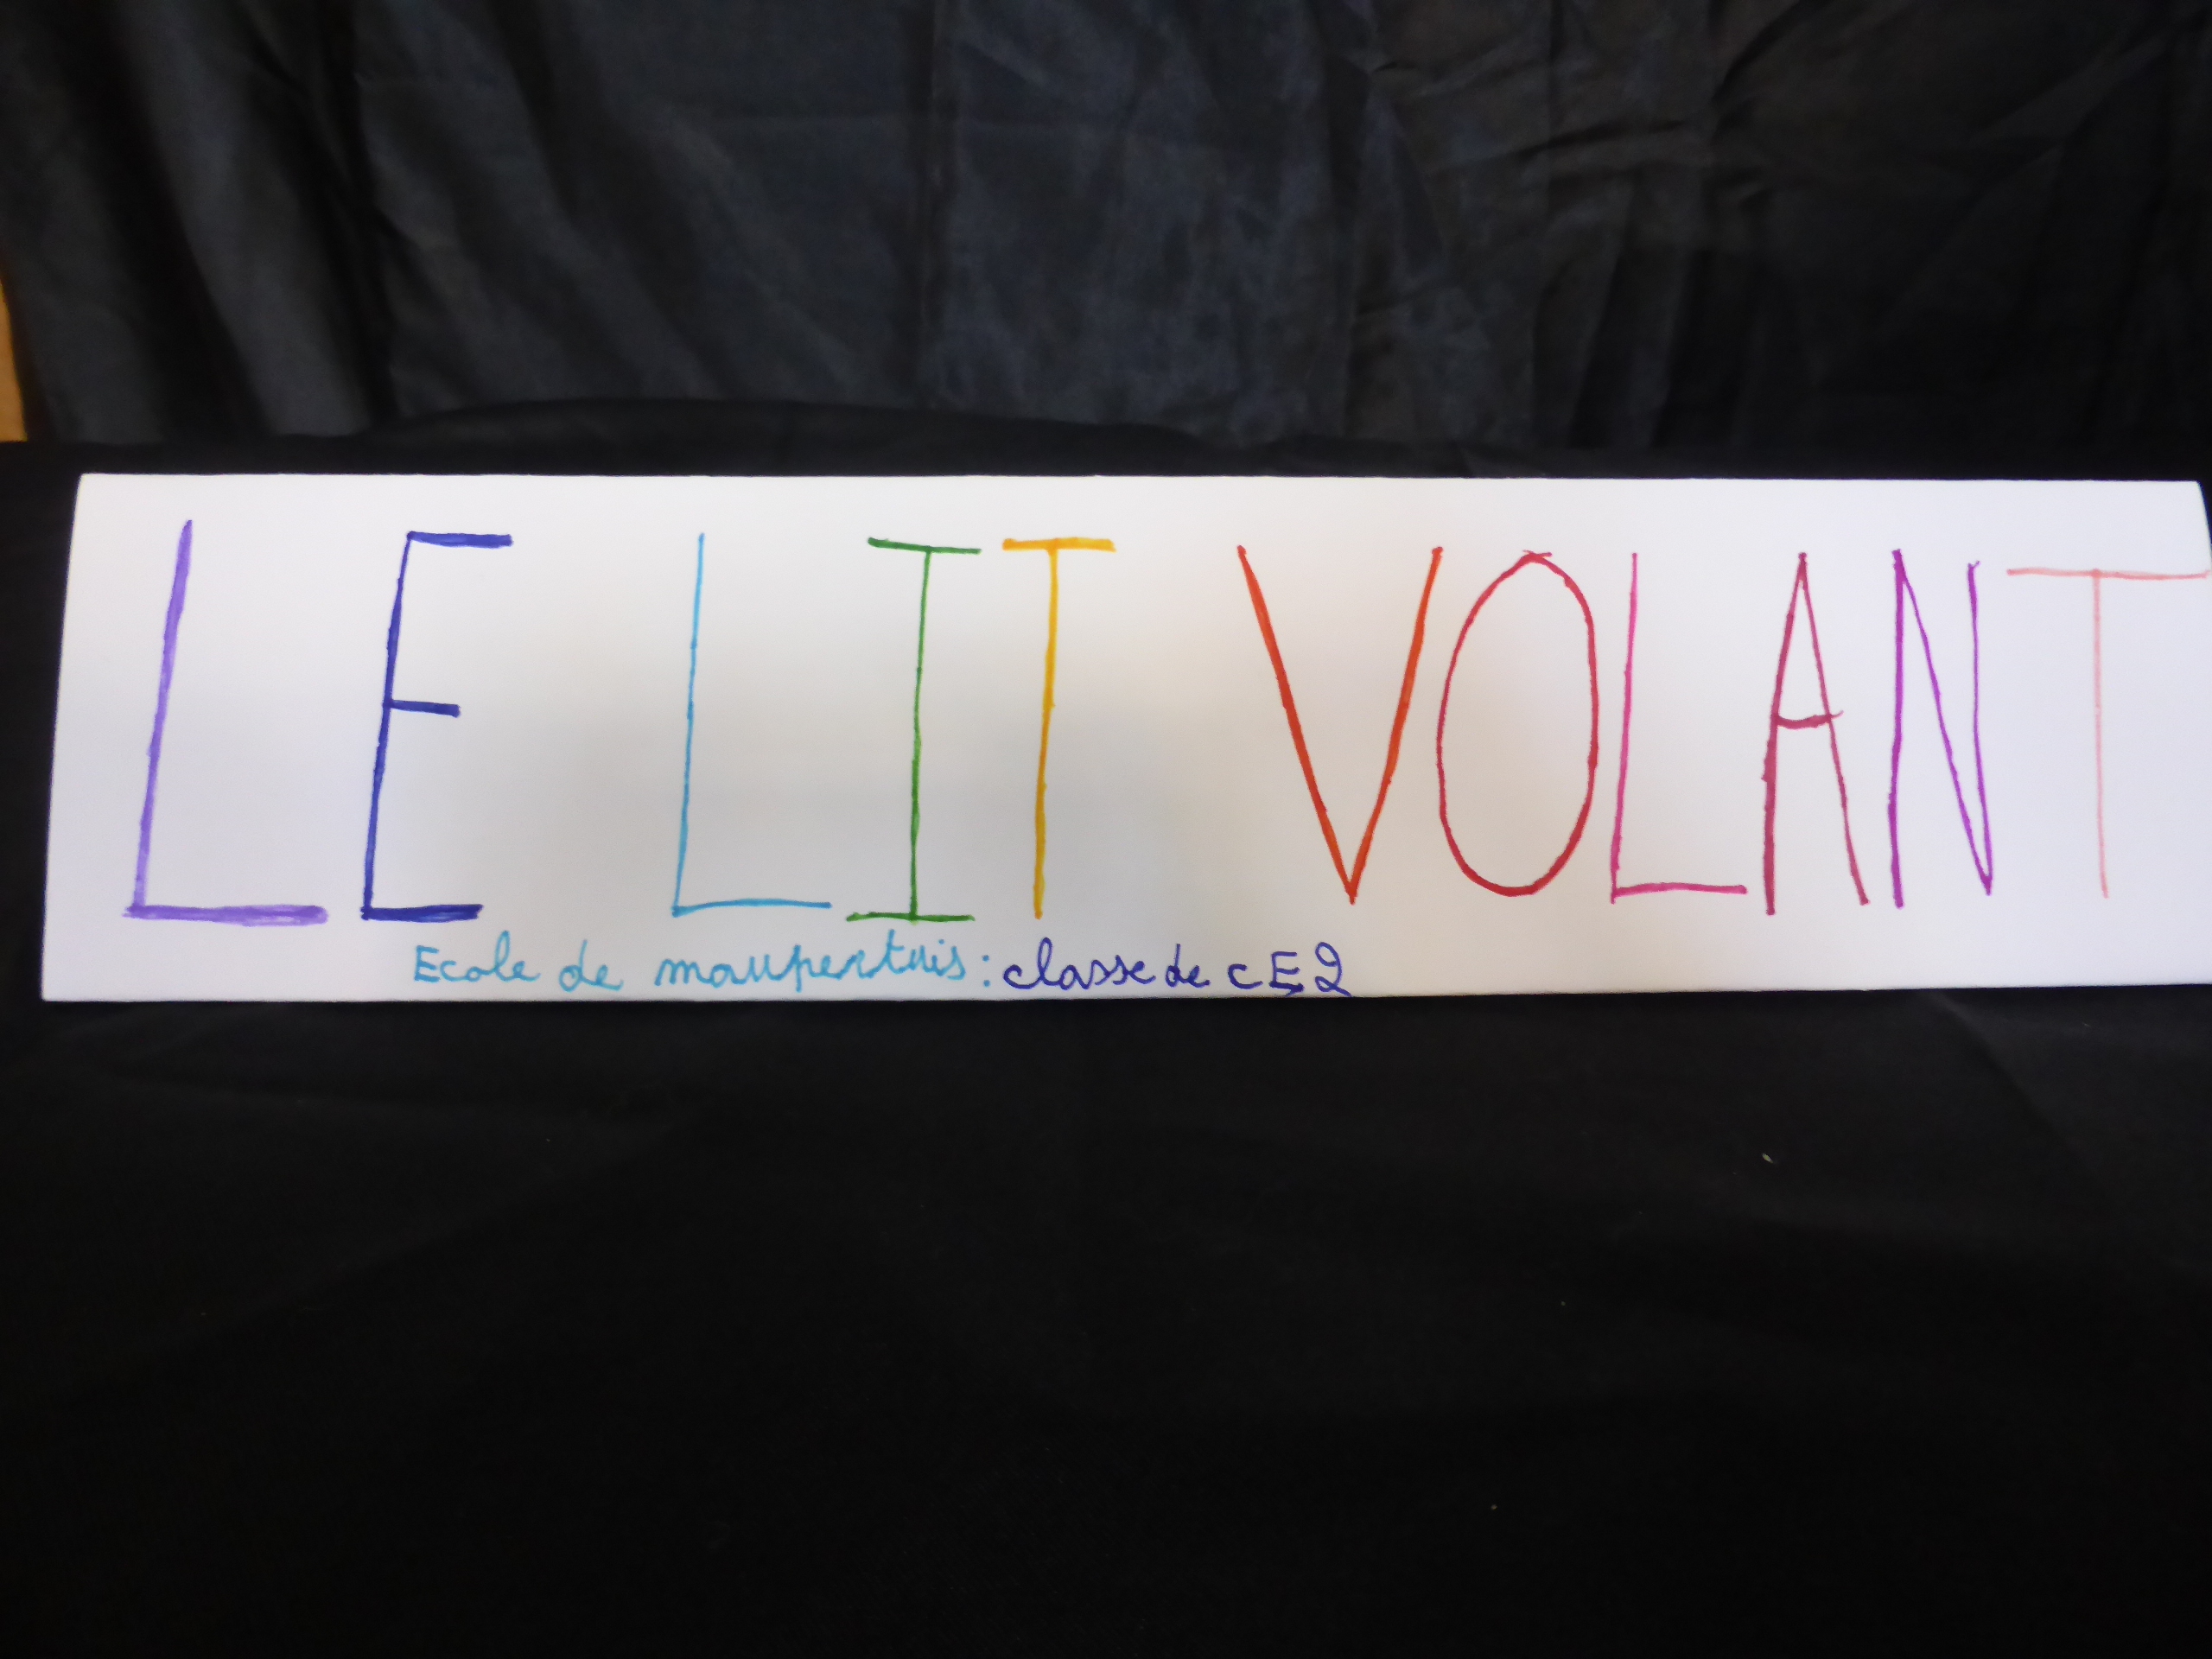 LE LIT VOLANT
Ecole de maupertuis : classe de CE2